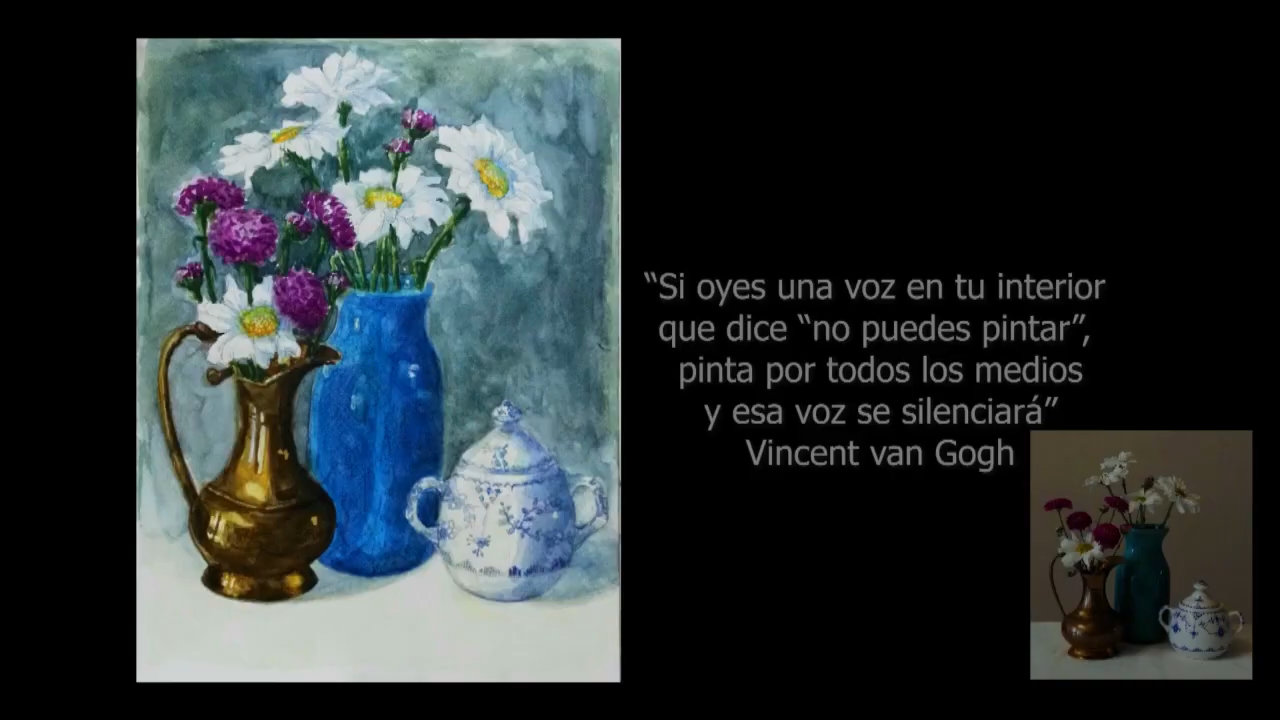 “Si oyes una voz en tu interior
que dice “no puedes pintar”,
pinta por todos los medios
y esa voz se silenciará”
Vincent van Gogh